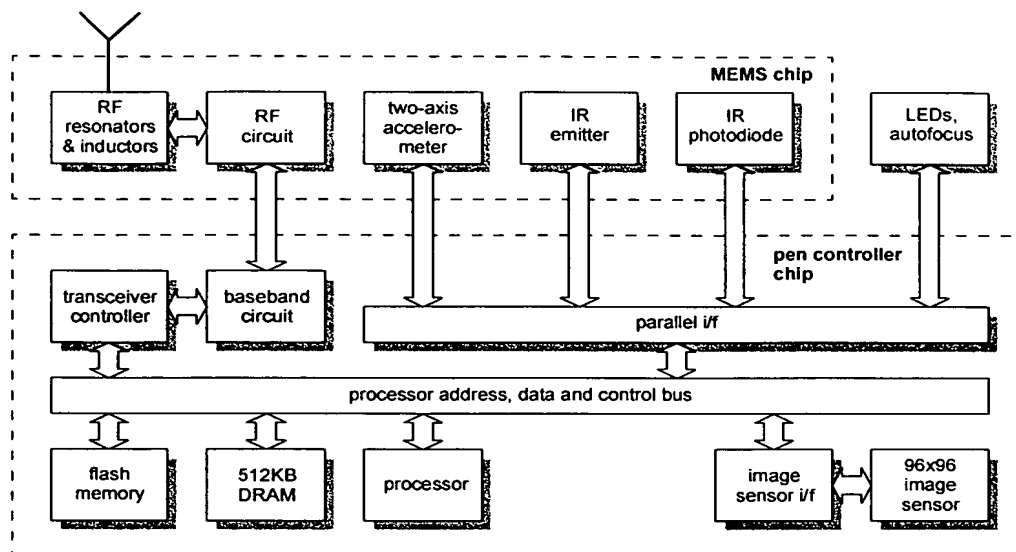 MEMS chip
RF
resonators
& inductors
RF
circuit
two-axis
accelero-
meter
IR
emitter
IR
photodiode
LEDs,
autofocus
pen controller
chip
transceiver
controller
baseband
circuit
parallel i/f
processor address, data and control bus
flash
memory
512KB
DRAM
processor
image
sensor i/f
96x96
image
sensor